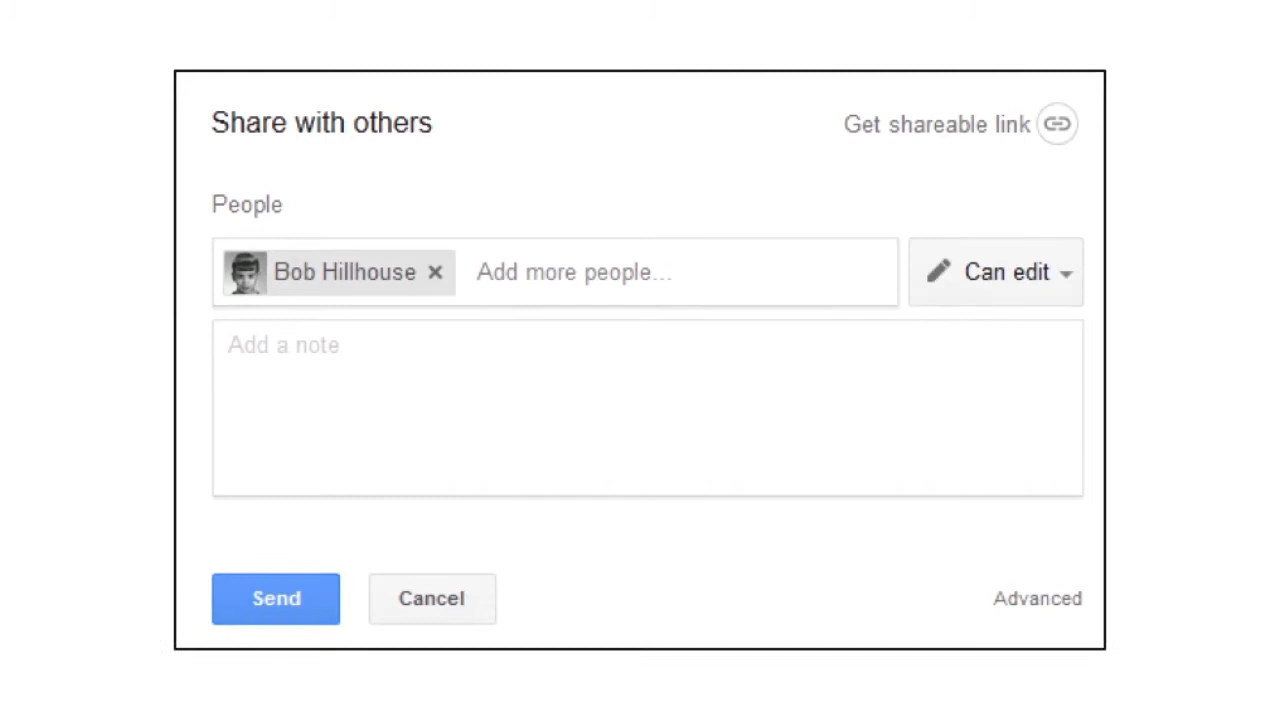 Share with others
Get shareable link
People
Bob Hillhouse × Add more people...
Can edit
Add a note
Send
Cancel
Advanced